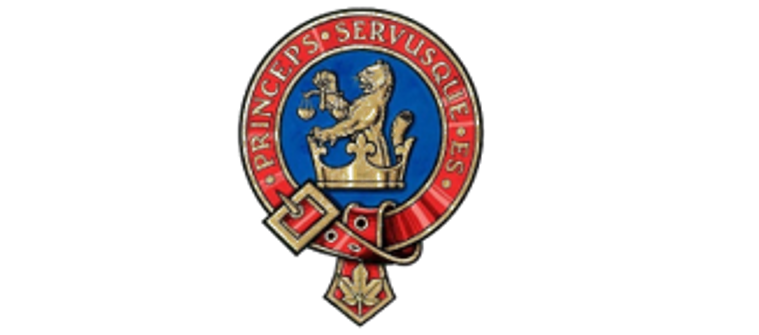 PRINCEPS · SERVUSQUE · ES